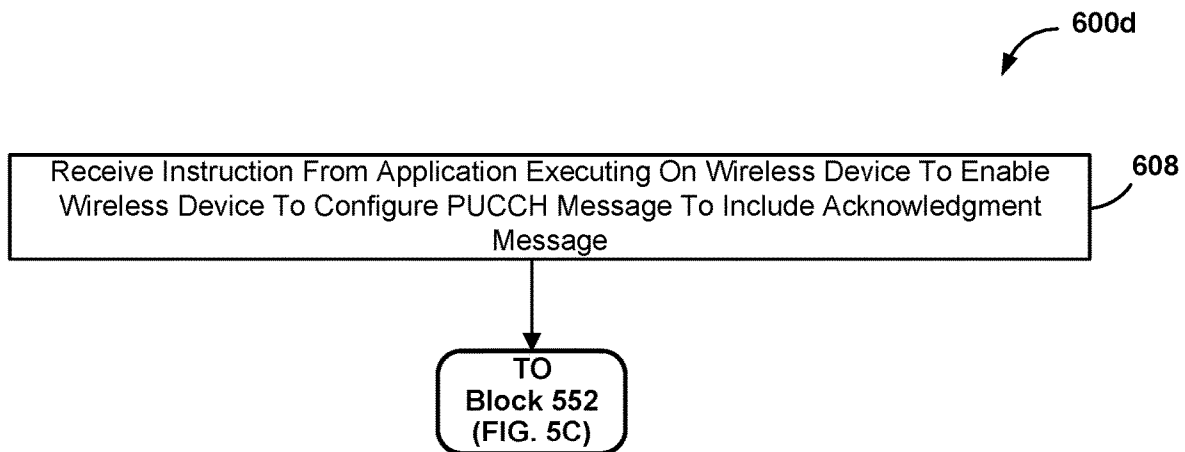 600d
Receive Instruction From Application Executing On Wireless Device To Enable
Wireless Device To Configure PUCCH Message To Include Acknowledgment
Message
608
TO
Block 552
(FIG. 5C)